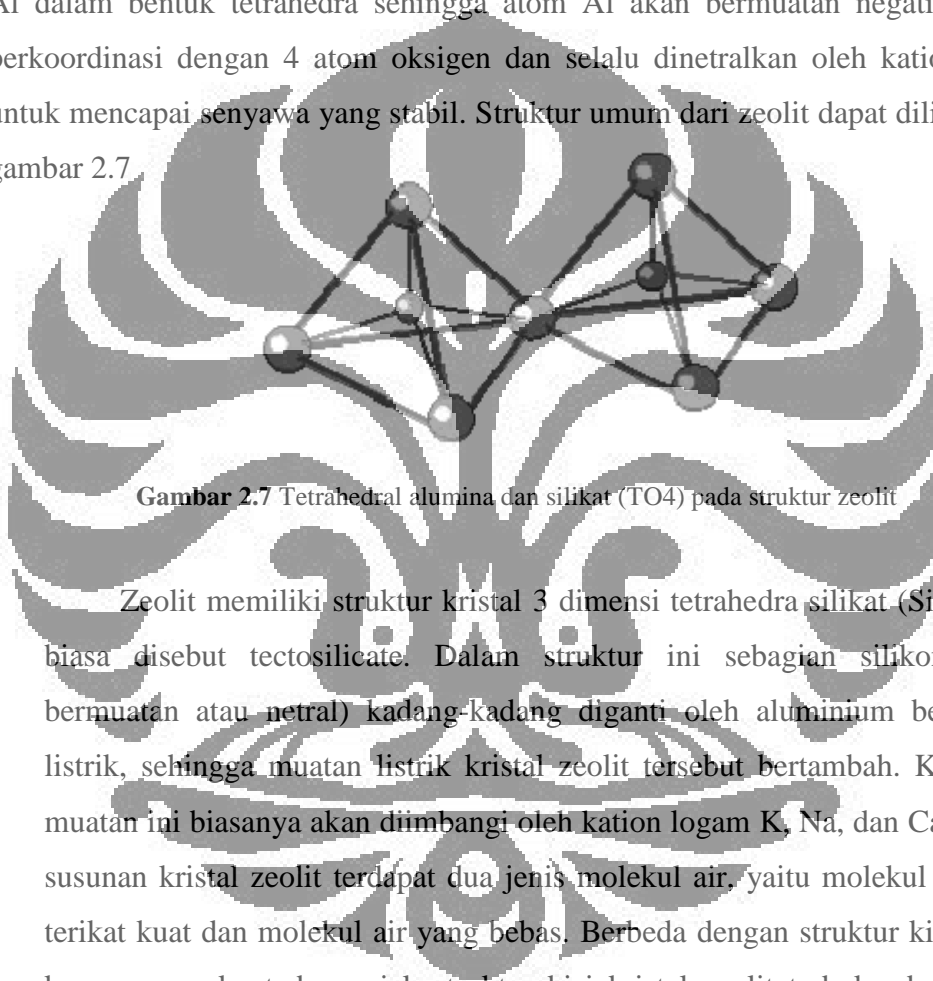 Al dalam bentuk tetrahedra sehingga atom Al akan bermuatan negati
berkoordinasi dengan 4 atom oksigen dan selalu dinetralkan oleh katio
untuk mencapai senyawa yang stabil. Struktur umum dari zeolit dapat dili
gambar 2.7
Gambar 2.7 Tetrahedral alumina dan silikat (TO4) pada struktur zeolit
Zeolit memiliki struktur kristal 3 dimensi tetrahedra silikat (Si
biasa disebut tectosilicate. Dalam struktur ini sebagian siliko
bermuatan atau netral) kadang-kadang diganti oleh aluminium be
listrik, sehingga muatan listrik kristal zeolit tersebut bertambah. K
muatan ini biasanya akan diimbangi oleh kation logam K, Na, dan Ca
susunan kristal zeolit terdapat dua jenis molekul air, yaitu molekul
terikat kuat dan molekul air yang bebas. Berbeda dengan struktur ki